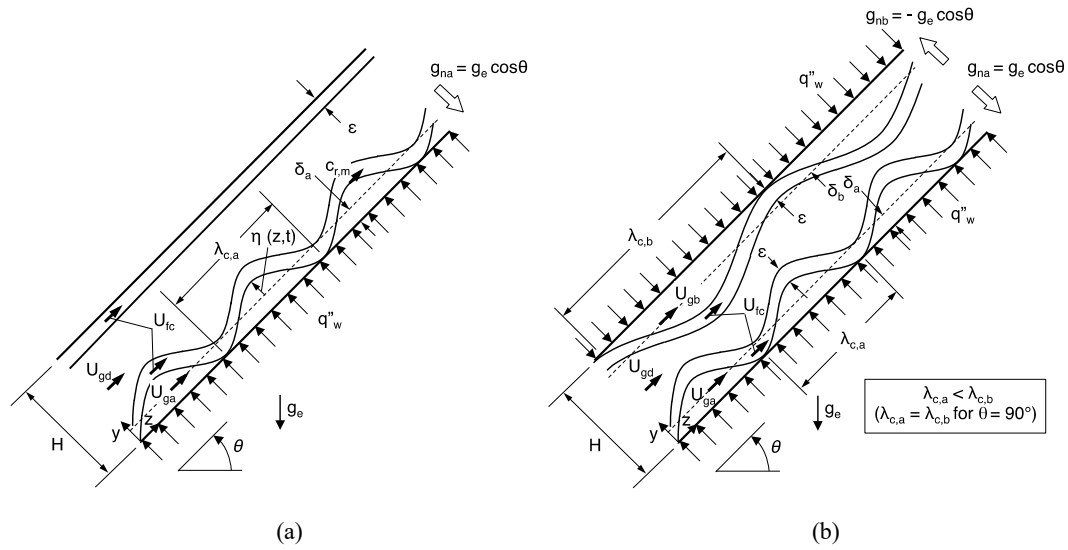 g_na = g_e cosθ
ε
δ_a
c_r,m
η (z,t)
λ_c,a
q"_w
U_fc
U_gd
U_ga
H
y
z
θ
g_e
(a)
g_nb = - g_e cosθ
g_na = g_e cosθ
q"_w
δ_b
δ_a
ε
q"_w
λ_c,b
ε
U_gb
U_fc
λ_c,a
U_gd
U_ga
λ_c,a < λ_c,b
(λ_c,a = λ_c,b for θ = 90°)
g_e
H
y
z
θ
(b)